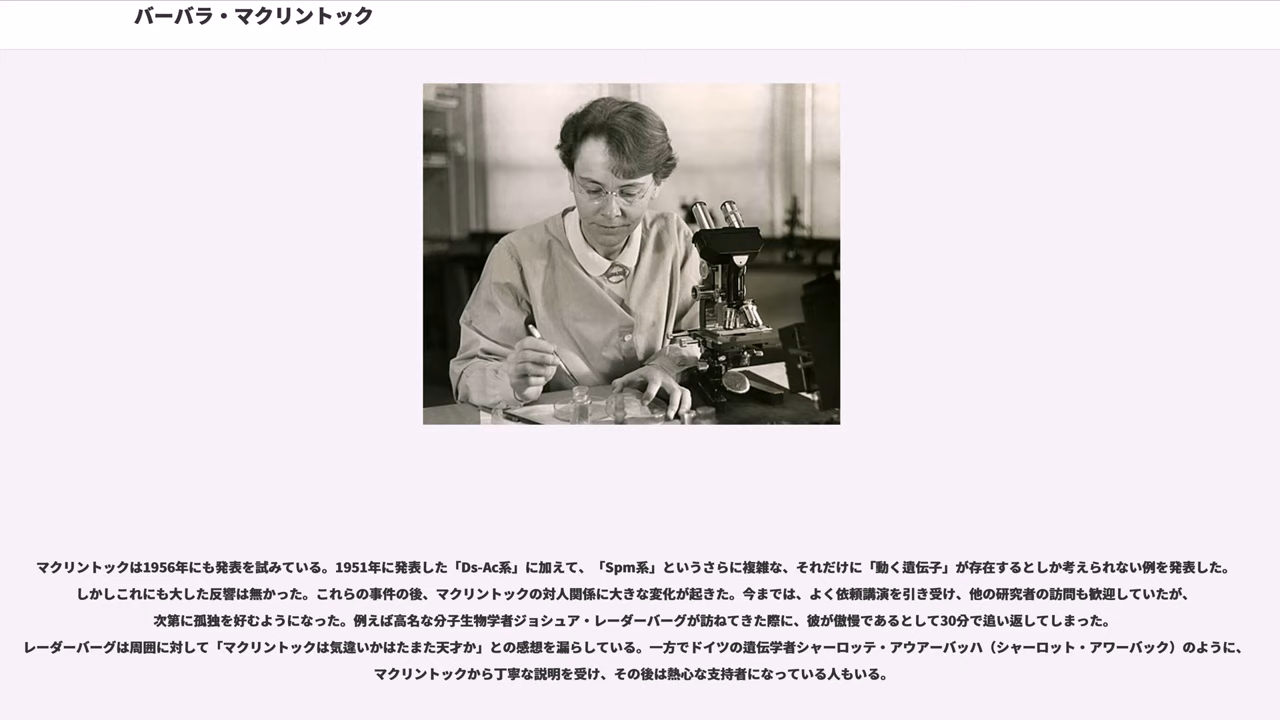 バーバラ・マクリントック
マクリントックは1956年にも発表を試みている。1951年に発表した「Ds-Ac系」に加えて、「Spm系」というさらに複雑な、それだけに「動く遺伝子」が存在するとしか考えられない例を発表した。
しかしこれにも大した反響は無かった。これらの事件の後、マクリントックの対人関係に大きな変化が起きた。今までは、よく依頼講演を引き受け、他の研究者の訪問も歓迎していたが、
次第に孤独を好むようになった。例えば高名な分子生物学者ジョシュア・レーダーバーグが訪ねてきた際に、彼が傲慢であるとして30分で追い返してしまった。
レーダーバーグは周囲に対して「マクリントックは気違いかはたまた天才か」との感想を漏らしている。一方でドイツの遺伝学者シャーロッテ・アウアーバッハ（シャーロット・アワーバック）のように、
マクリントックから丁寧な説明を受け、その後は熱心な支持者になっている人もいる。